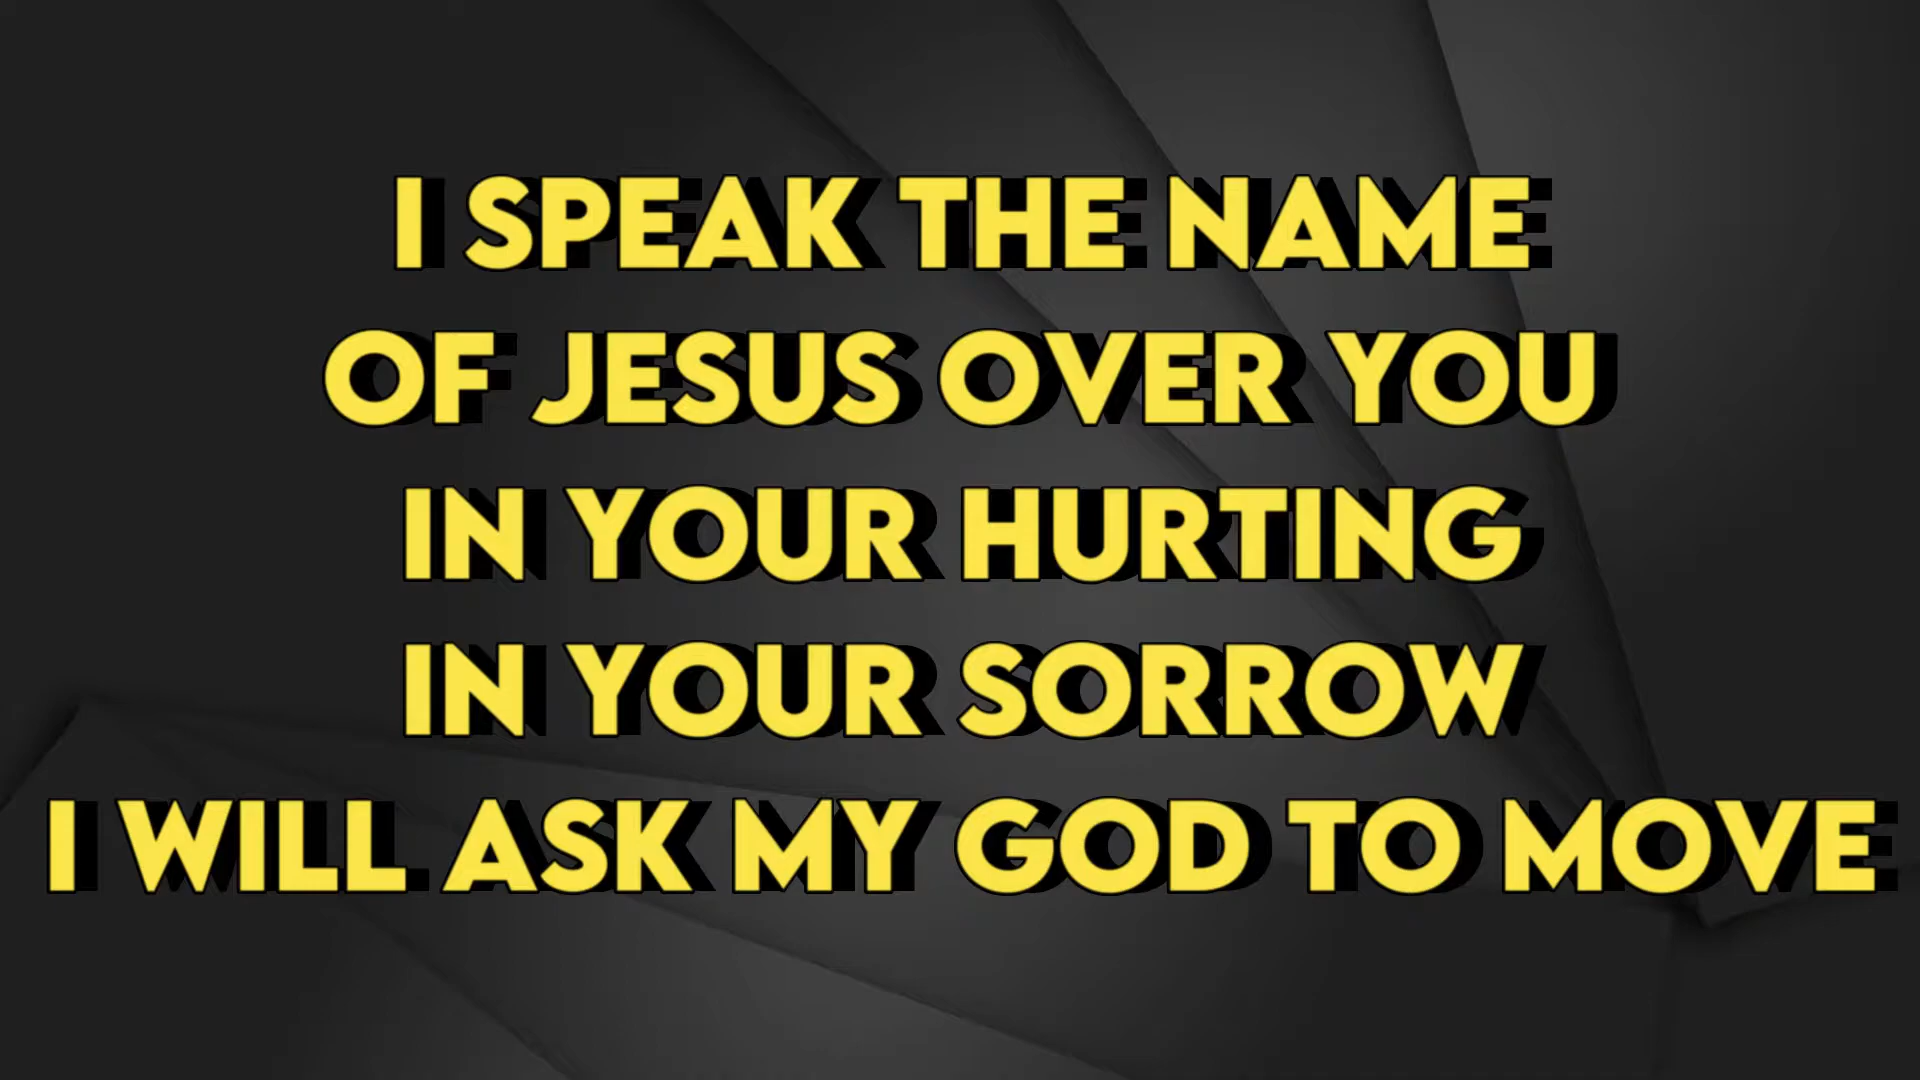 I SPEAK THE NAME
OF JESUS OVER YOU
IN YOUR HURTING
IN YOUR SORROW
I WILL ASK MY GOD TO MOVE